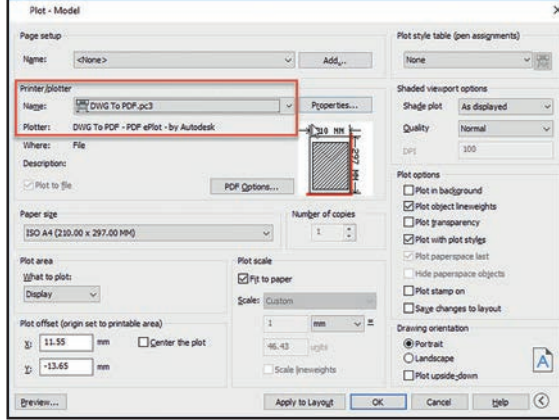 Plot - Model
Page setup
Name:
<None>
Add...
Printer/plotter
Name:
DWG To PDF.pc3
Properties...
Plotter:
DWG To PDF - PDF ePlot - by Autodesk
Where:
File
Description:
Plot to file
PDF Options...
210 MM
297 MM
Paper size
ISO A4 (210.00 x 297.00 MM)
Number of copies
1
Plot area
What to plot:
Display
Plot scale
Fit to paper
Scale:
Custom
1
mm
=
46.43
units
Scale lineweights
Plot offset (origin set to printable area)
X:
11.55
mm
Center the plot
Y:
-13.65
mm
Plot style table (pen assignments)
None
Shaded viewport options
Shade plot
As displayed
Quality
Normal
DPI
100
Plot options
Plot in background
Plot object lineweights
Plot transparency
Plot with plot styles
Plot paperspace last
Hide paperspace objects
Plot stamp on
Save changes to layout
Drawing orientation
Portrait
Landscape
Plot upside-down
A
Preview...
Apply to Layout
OK
Cancel
Help